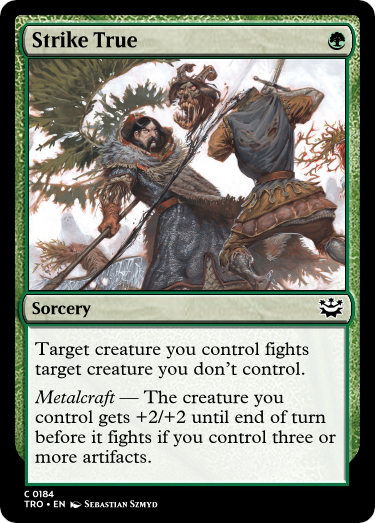 Strike True
Sorcery
Target creature you control fights
target creature you don't control.
Metalcraft — The creature you
control gets +2/+2 until end of turn
before it fights if you control three or
more artifacts.
C 0184
TRO • EN Sebastian Szmyd